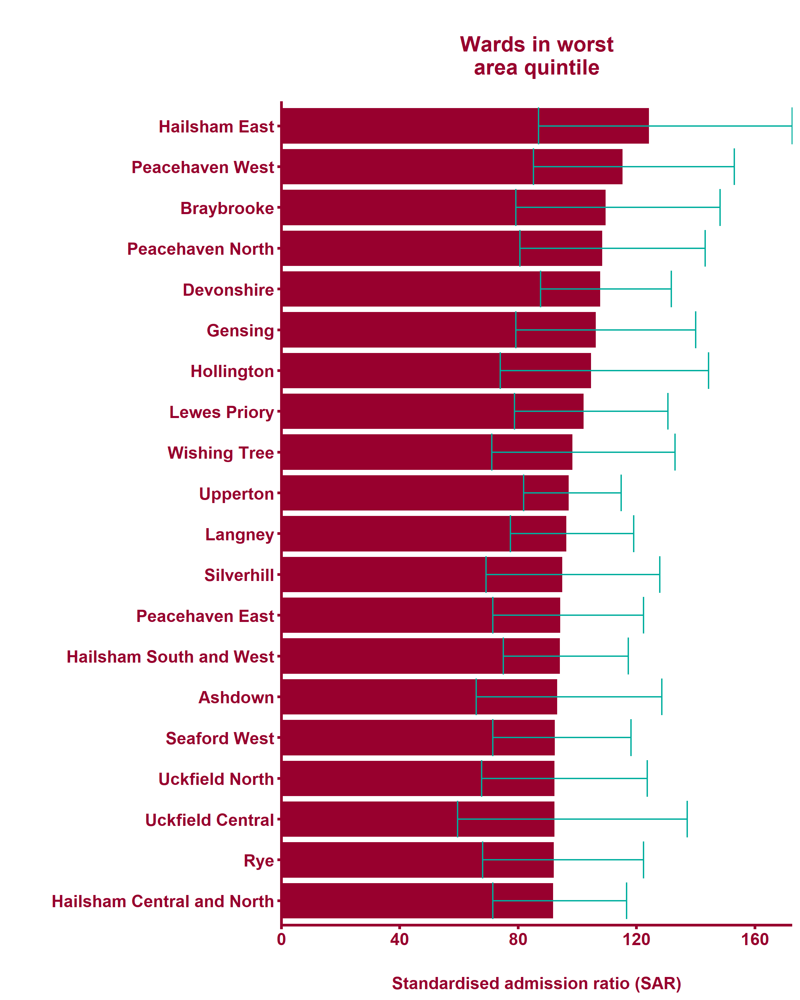 Wards in worst
area quintile
Hailsham East
Peacehaven West
Braybrooke
Peacehaven North
Devonshire
Gensing
Hollington
Lewes Priory
Wishing Tree
Upperton
Langney
Silverhill
Peacehaven East
Hailsham South and West
Ashdown
Seaford West
Uckfield North
Uckfield Central
Rye
Hailsham Central and North
0 40 80 120 160
Standardised admission ratio (SAR)